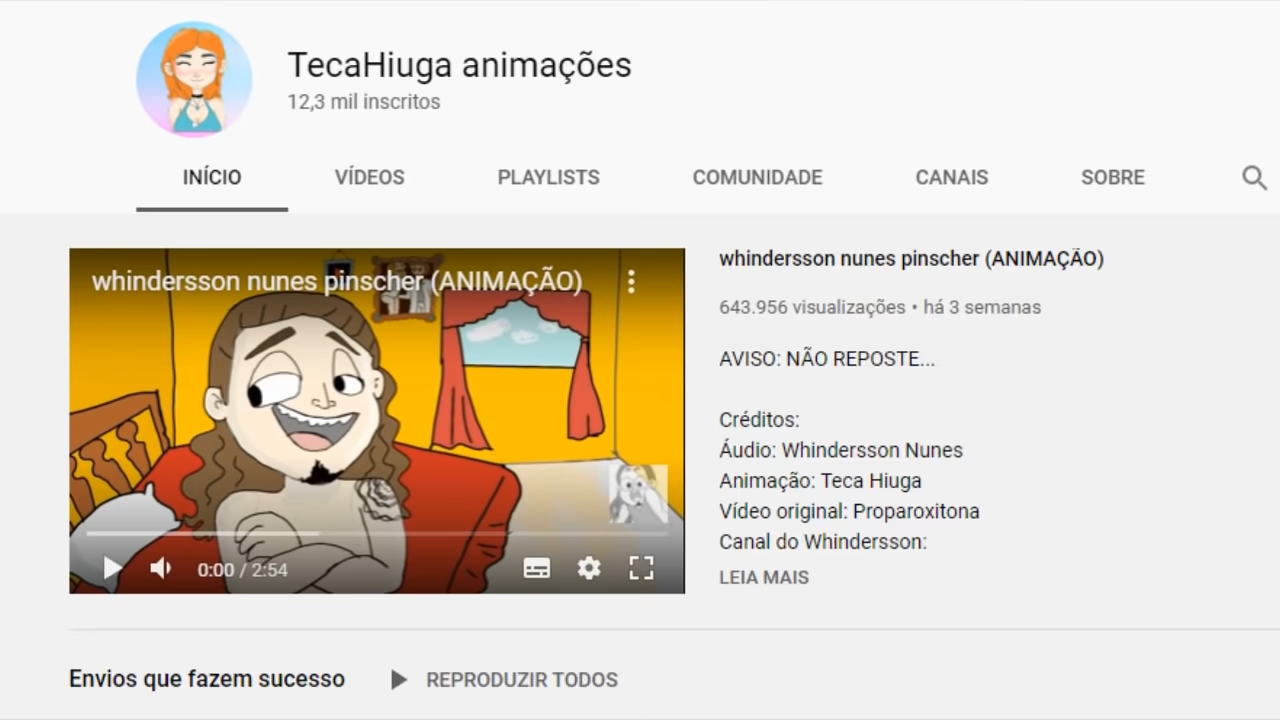 TecaHiuga animações
12,3 mil inscritos
INÍCIO VÍDEOS PLAYLISTS COMUNIDADE CANAIS SOBRE
whindersson nunes pinscher (ANIMAÇÃO)
0:00 / 2:54
whindersson nunes pinscher (ANIMAÇÃO)
643.956 visualizações • há 3 semanas
AVISO: NÃO REPOSTE...
Créditos:
Áudio: Whindersson Nunes
Animação: Teca Hiuga
Vídeo original: Proparoxitona
Canal do Whindersson:
LEIA MAIS
Envios que fazem sucesso REPRODUZIR TODOS